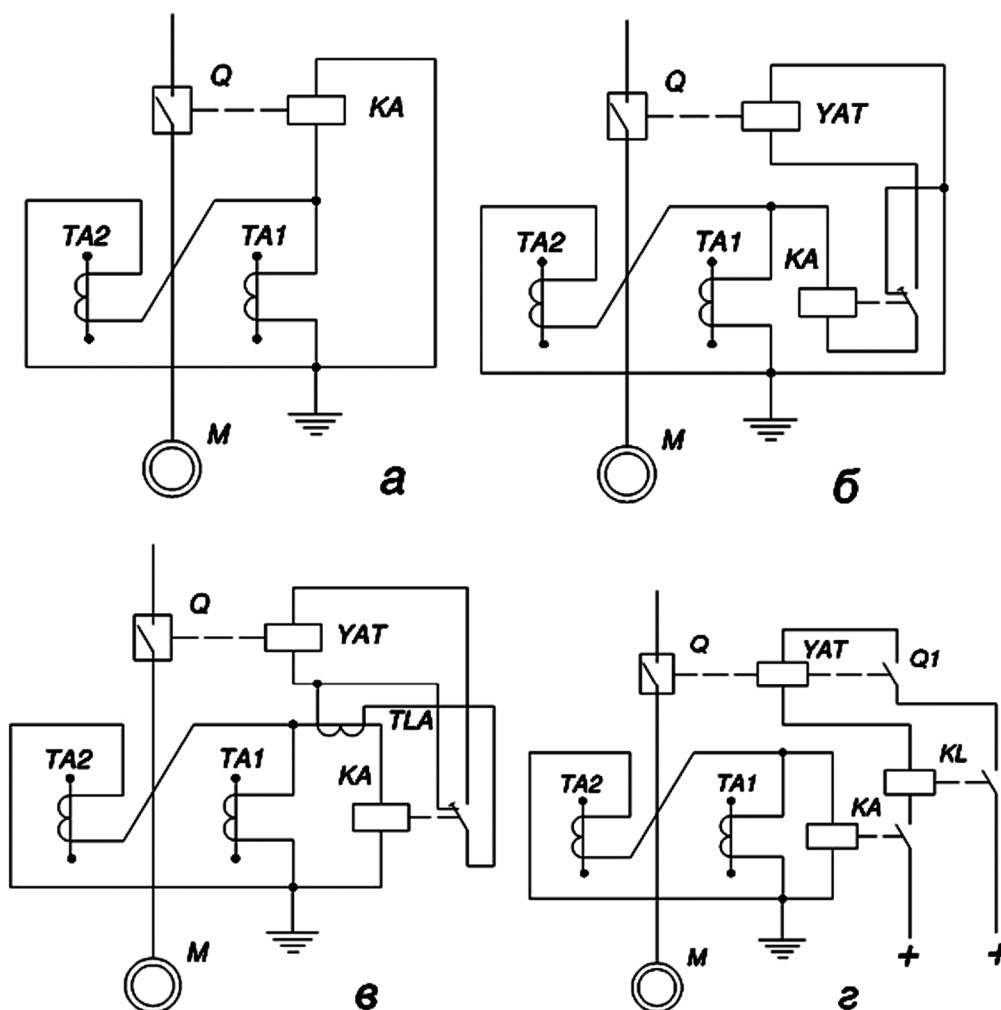 Q
KA
TA2
TA1
M
а
Q
YAT
TA2
TA1
KA
M
б
Q
YAT
TLA
TA2
TA1
KA
M
в
Q
YAT
Q1
KL
TA2
TA1
KA
M
+
+
г